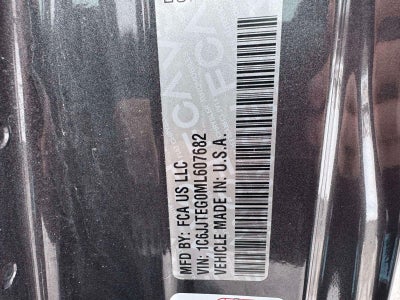 MFD BY: FCA US LLC
VIN: 1C6JJTEG0ML607682
VEHICLE MADE IN: U.S.A.